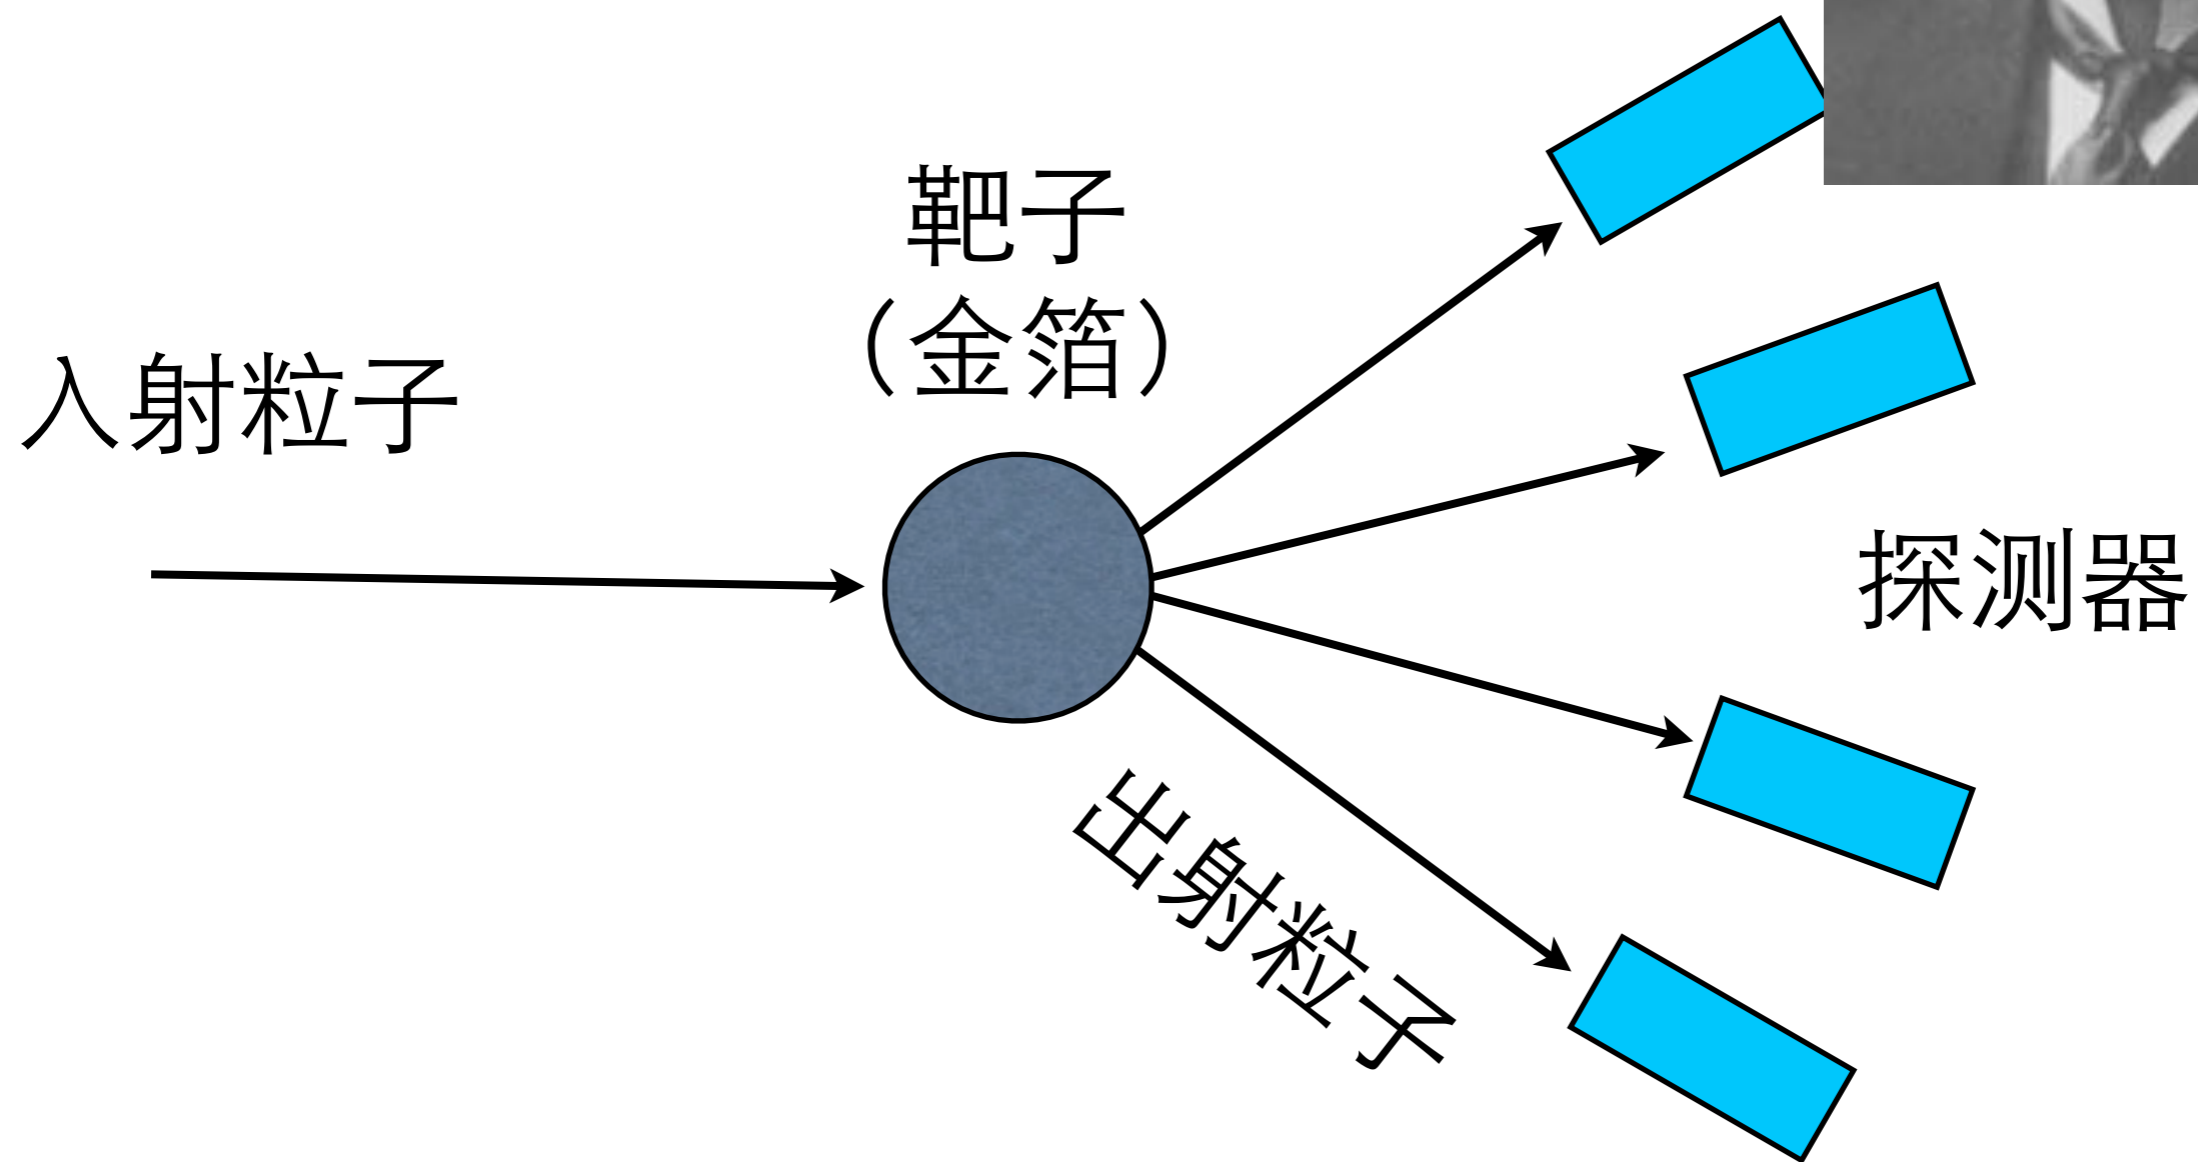 靶子
（金箔）
入射粒子
探测器
出射粒子